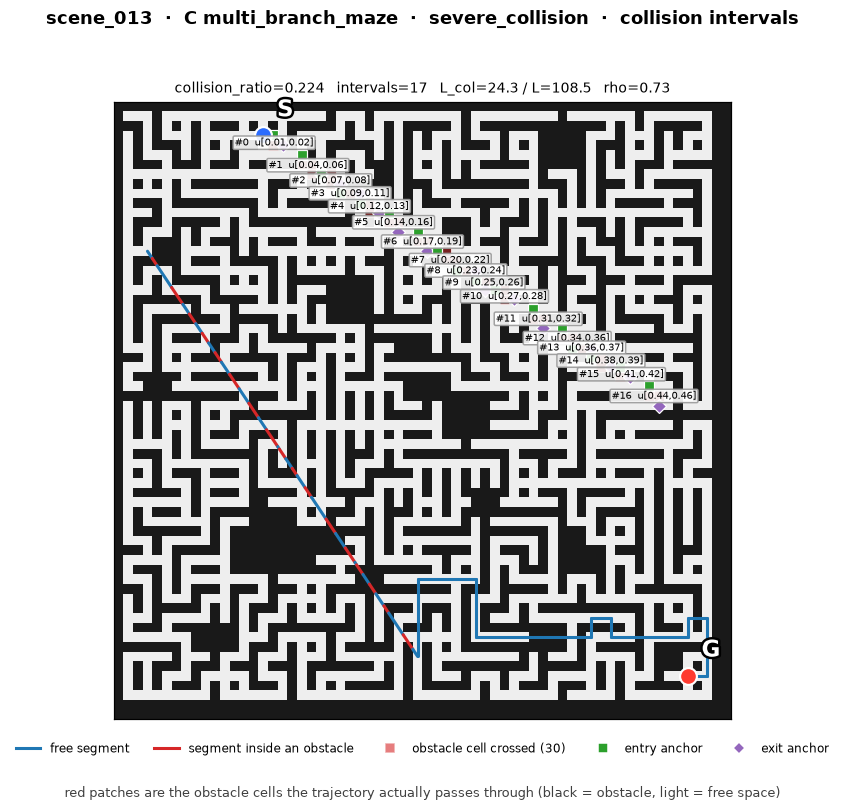 scene_013 · C multi_branch_maze · severe_collision · collision intervals
collision_ratio=0.224 intervals=17 L_col=24.3 / L=108.5 rho=0.73
S
#0 u[0.01,0.02]
#1 u[0.04,0.06]
#2 u[0.07,0.08]
#3 u[0.09,0.11]
#4 u[0.12,0.13]
#5 u[0.14,0.16]
#6 u[0.17,0.19]
#7 u[0.20,0.22]
#8 u[0.23,0.24]
#9 u[0.25,0.26]
#10 u[0.27,0.28]
#11 u[0.31,0.32]
#12 u[0.34,0.36]
#13 u[0.36,0.37]
#14 u[0.38,0.39]
#15 u[0.41,0.42]
#16 u[0.44,0.46]
G
free segment segment inside an obstacle obstacle cell crossed (30) entry anchor exit anchor
red patches are the obstacle cells the trajectory actually passes through (black = obstacle, light = free space)